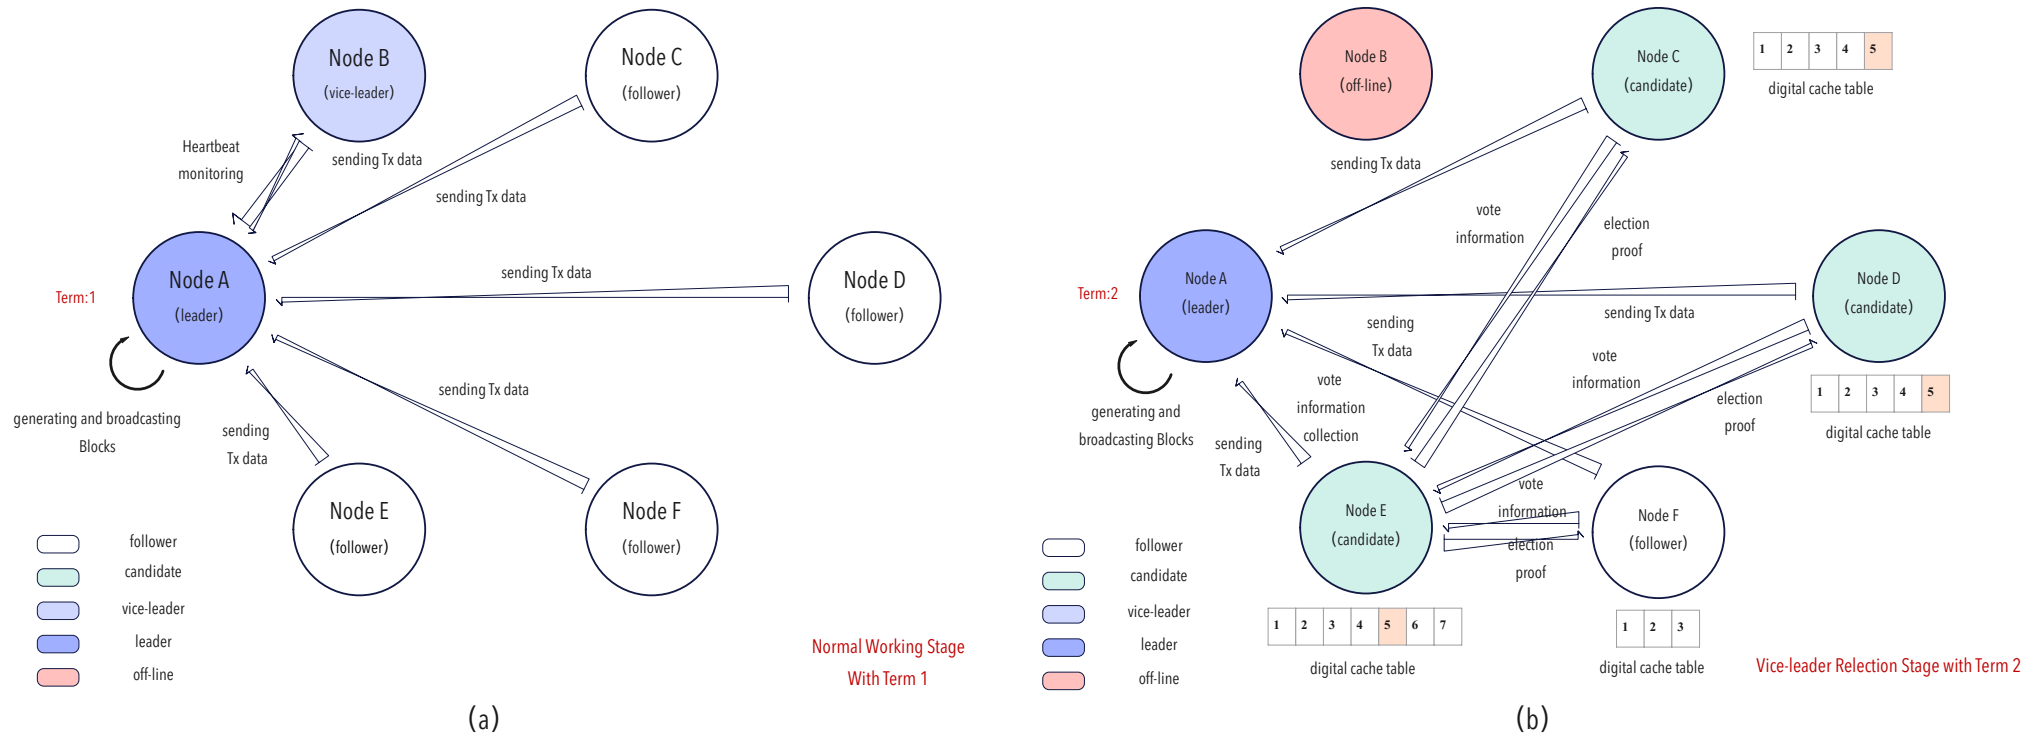 Node B
(vice-leader)
Node C
(follower)
Heartbeat
monitoring
sending Tx data
sending Tx data
Node A
(leader)
Term:1
sending Tx data
Node D
(follower)
generating and broadcasting
Blocks
sending
Tx data
sending Tx data
Node E
(follower)
Node F
(follower)
follower
candidate
vice-leader
leader
off-line
Normal Working Stage
With Term 1
(a)
Node B
(off-line)
Node C
(candidate)
1 2 3 4 5
digital cache table
sending Tx data
vote
information
election
proof
Node A
(leader)
Term:2
Node D
(candidate)
sending Tx data
sending
Tx data
vote
information
election
proof
1 2 3 4 5
digital cache table
generating and
broadcasting Blocks
vote
information
collection
sending
Tx data
Node E
(candidate)
vote
information
election
proof
Node F
(follower)
1 2 3 4 5 6 7
digital cache table
1 2 3
digital cache table
follower
candidate
vice-leader
leader
off-line
Vice-leader Relection Stage with Term 2
(b)